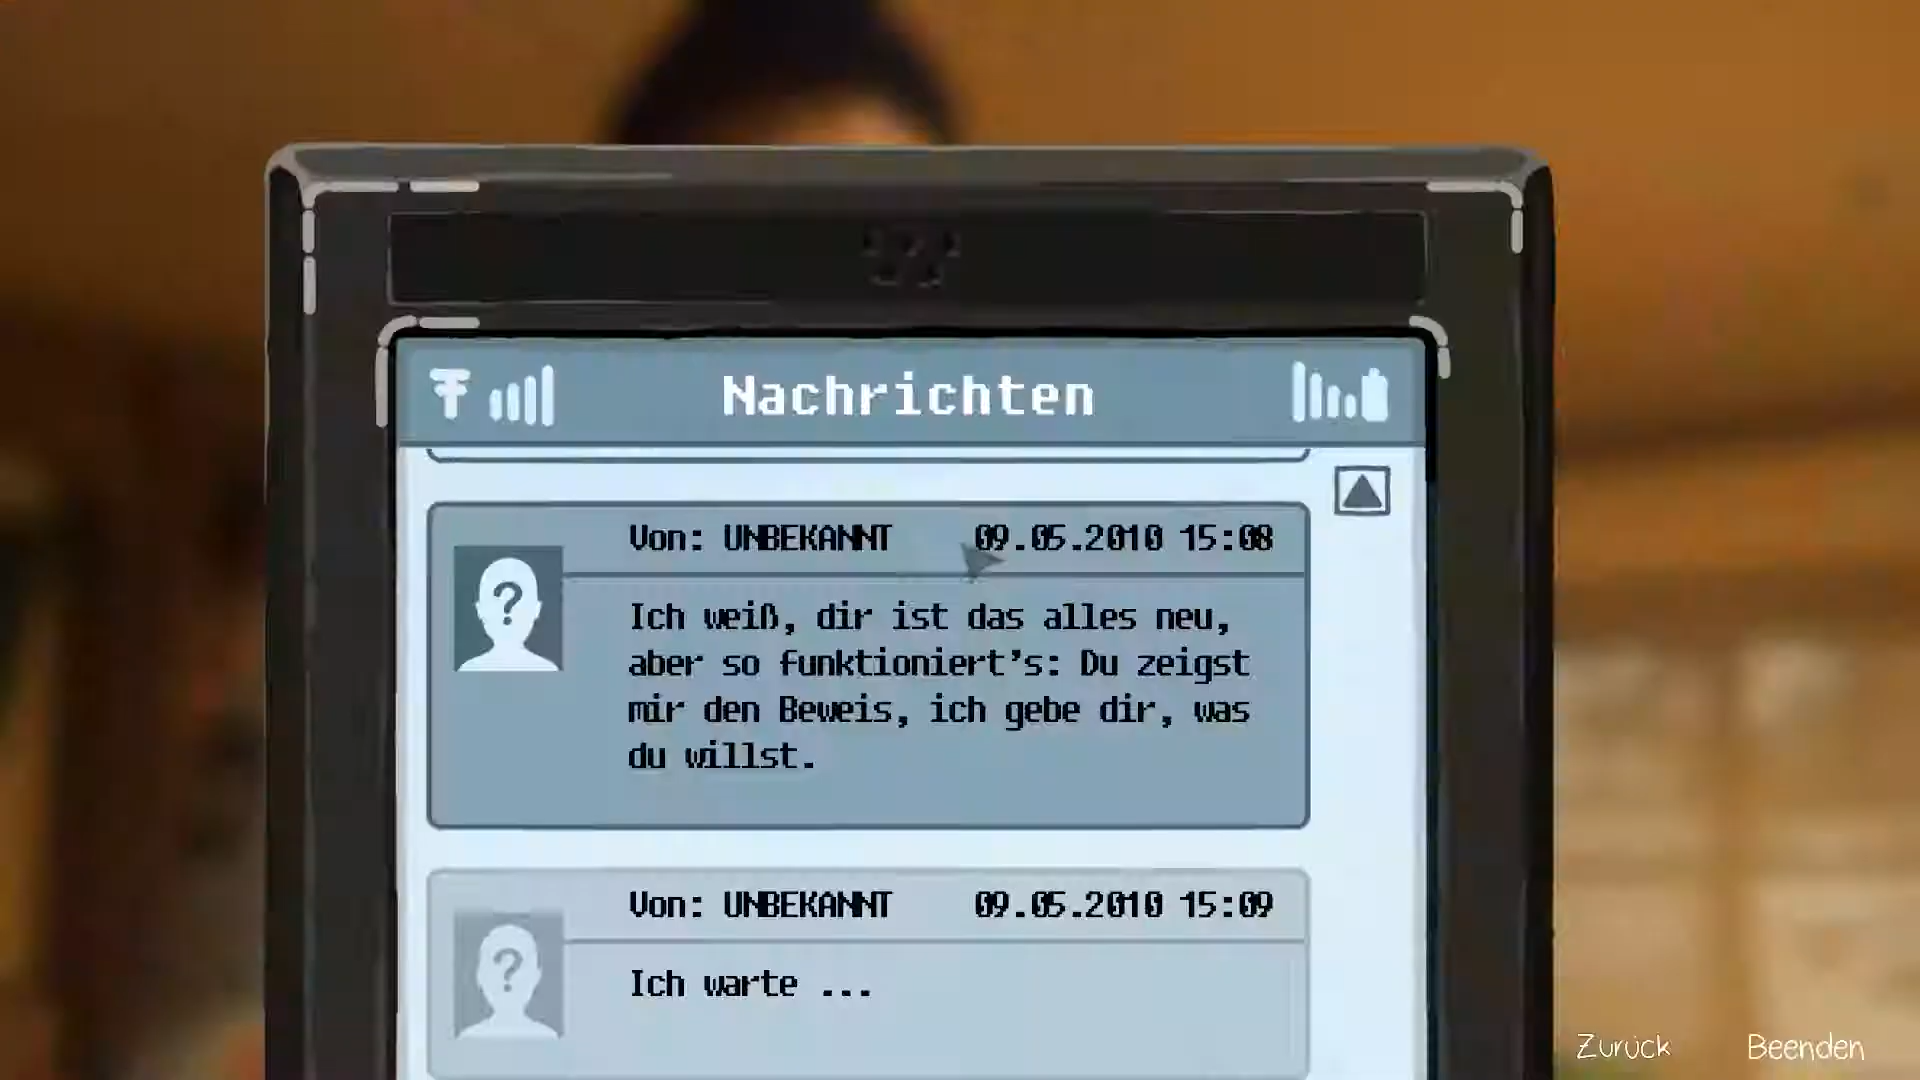 Nachrichten
Von: UNBEKANNT 09.05.2010 15:08
Ich weiß, dir ist das alles neu,
aber so funktioniert’s: Du zeigst
mir den Beweis, ich gebe dir, was
du willst.
Von: UNBEKANNT 09.05.2010 15:09
Ich warte ...
Zurück Beenden